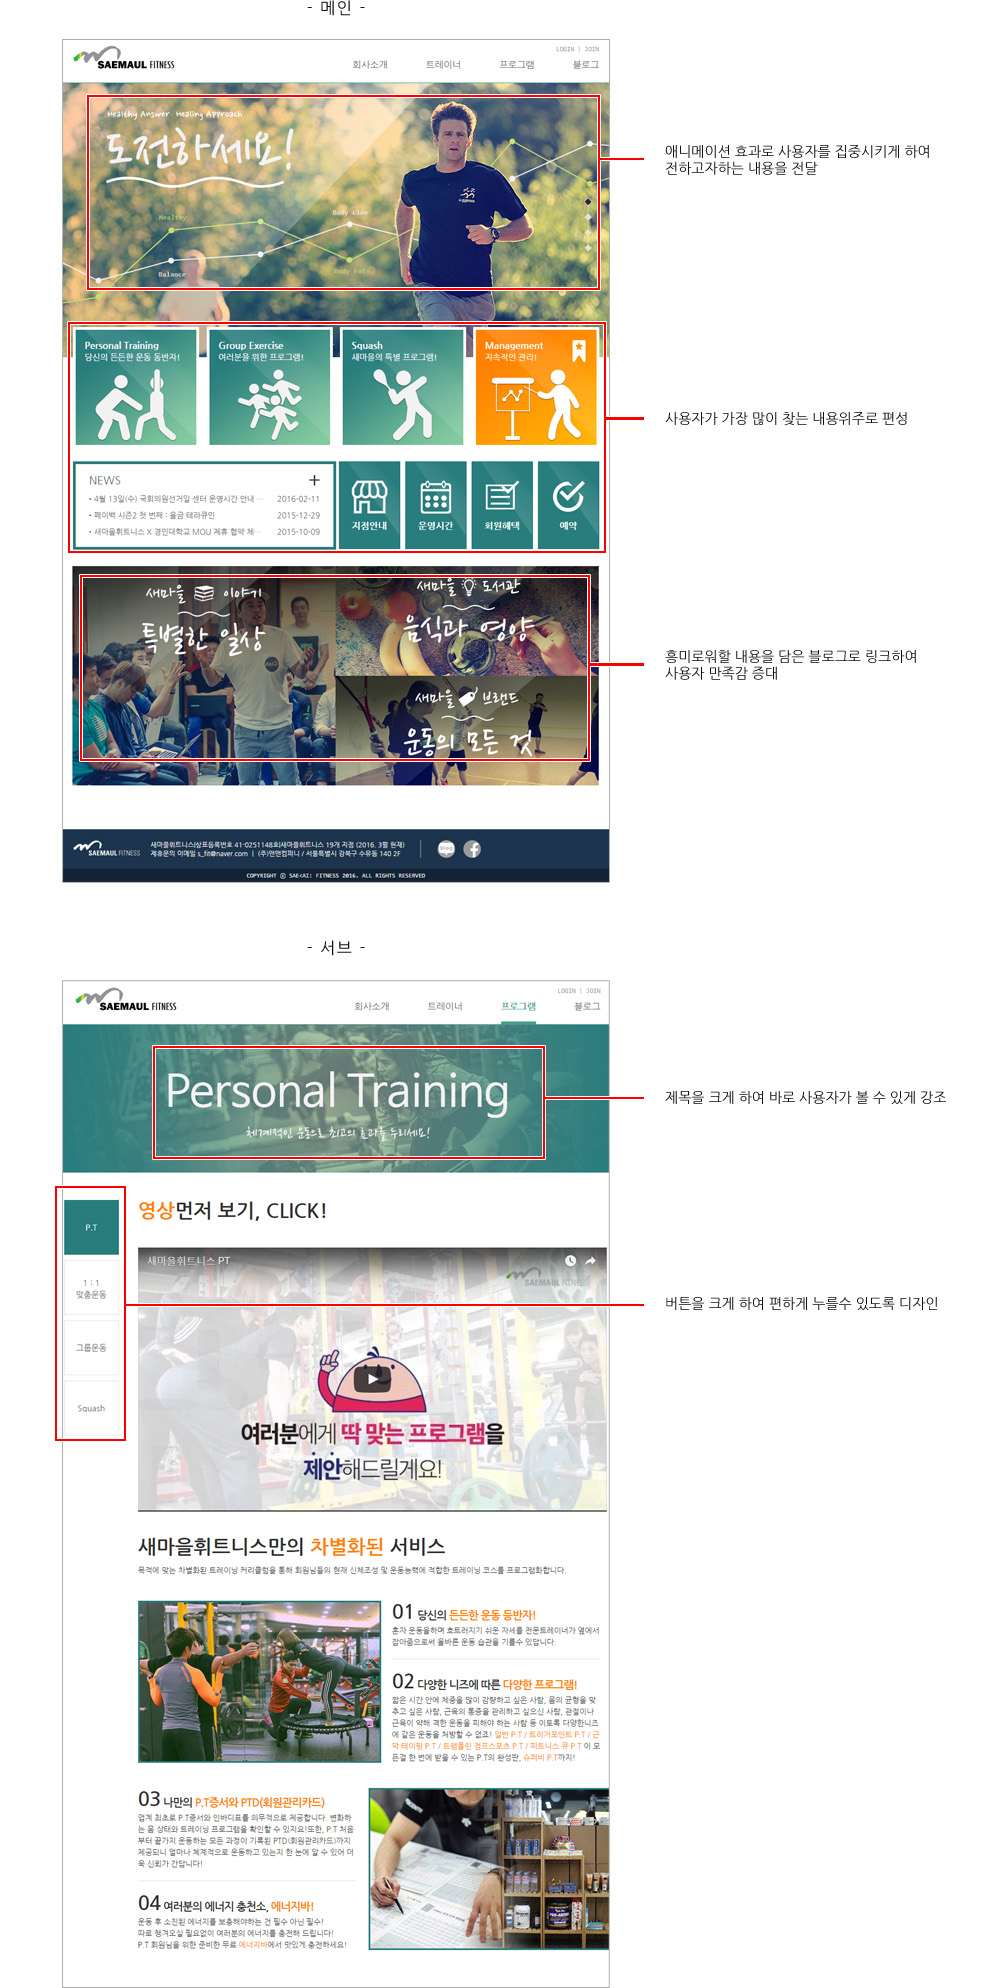 - 메인 -
LOGIN | JOIN
SAEMAUL FITNESS
회사소개 트레이너 프로그램 블로그
Healthy Answer Healing Approach
도전하세요!
Healthy
Body Line
Balance
Body Fat
애니메이션 효과로 사용자를 집중시키게 하여
전하고자하는 내용을 전달
Personal Training
당신의 든든한 운동 동반자!
Group Exercise
여러분을 위한 프로그램!
Squash
새마을의 특별 프로그램!
Management
지속적인 관리!
사용자가 가장 많이 찾는 내용위주로 편성
NEWS +
• 4월 13일(수) 국회의원선거일 센터 운영시간 안내 ··· 2016-02-11
• 페이백 시즌2 첫 번째 : 울금 테라큐민 2015-12-29
• 새마을휘트니스 X 경민대학교 MOU 제휴 협약 체··· 2015-10-09
지점안내
운영시간
회원혜택
예약
새마을 이야기
특별한 일상
새마을 도서관
음식과 영양
새마을 브랜드
운동의 모든 것
흥미로워할 내용을 담은 블로그로 링크하여
사용자 만족감 증대
SAEMAUL FITNESS
새마을휘트니스|상표등록번호 41-0251148호|새마을휘트니스 19개 지점 (2016. 3월 현재)
제휴문의 이메일 s_fit@naver.com | (주)앤앤컴퍼니 / 서울특별시 강북구 수유동 140 2F
blog
COPYRIGHT ⓒ SAE<AI: FITNESS 2016. ALL RIGHTS RESERVED
- 서브 -
LOGIN | JOIN
SAEMAUL FITNESS
회사소개 트레이너 프로그램 블로그
Personal Training
체계적인 운동으로 최고의 효과를 누리세요!
제목을 크게 하여 바로 사용자가 볼 수 있게 강조
P.T
1 : 1
맞춤운동
그룹운동
Squash
버튼을 크게 하여 편하게 누를수 있도록 디자인
영상먼저 보기, CLICK!
새마을휘트니스 PT
SAEMAUL FITNESS
여러분에게 딱 맞는 프로그램을
제안해드릴게요!
새마을휘트니스만의 차별화된 서비스
목적에 맞는 차별화된 트레이닝 커리큘럼을 통해 회원님들의 현재 신체조성 및 운동능력에 적합한 트레이닝 코스를 프로그램화합니다.
01 당신의 든든한 운동 등반자!
혼자 운동을하며 흐트러지기 쉬운 자세를 전문트레이너가 옆에서
잡아줌으로써 올바른 운동 습관을 기를수 있답니다.
02 다양한 니즈에 따른 다양한 프로그램!
짧은 시간 안에 체중을 많이 감량하고 싶은 사람, 몸의 균형을 맞
추고 싶은 사람, 근육의 통증을 관리하고 싶으신 사람, 관절이나
근육이 약해 격한 운동을 피해야 하는 사람 등 이토록 다양한니즈
에 같은 운동을 처방할 수 없죠! 일반 P.T / 트리거포인트 P.T / 근
막 테이핑 P.T / 트램폴린 점프스포츠 P.T / 피트니스 큐 P.T 이 모
든걸 한 번에 받을 수 있는 P.T의 완성판, 슈퍼비 P.T까지!
03 나만의 P.T증서와 PTD(회원관리카드)
업계 최초로 P.T증서와 인바디표를 의무적으로 제공합니다. 변화하
는 몸 상태와 트레이닝 프로그램을 확인할 수 있지요!또한, P.T 처음
부터 끝가지 운동하는 모든 과정이 기록된 PTD(회원관리카드)까지
제공되니 얼마나 체계적으로 운동하고 있는지 한 눈에 알 수 있어 더
욱 신뢰가 간답니다!
04 여러분의 에너지 충천소, 에너지바!
운동 후 소진된 에너지를 보충해야하는 건 필수 아닌 필수!
따로 챙겨오실 필요없이 여러분의 에너지를 충전해 드립니다!
P.T 회원님을 위한 준비한 무료 에너지바에서 맛있게 충전하세요!